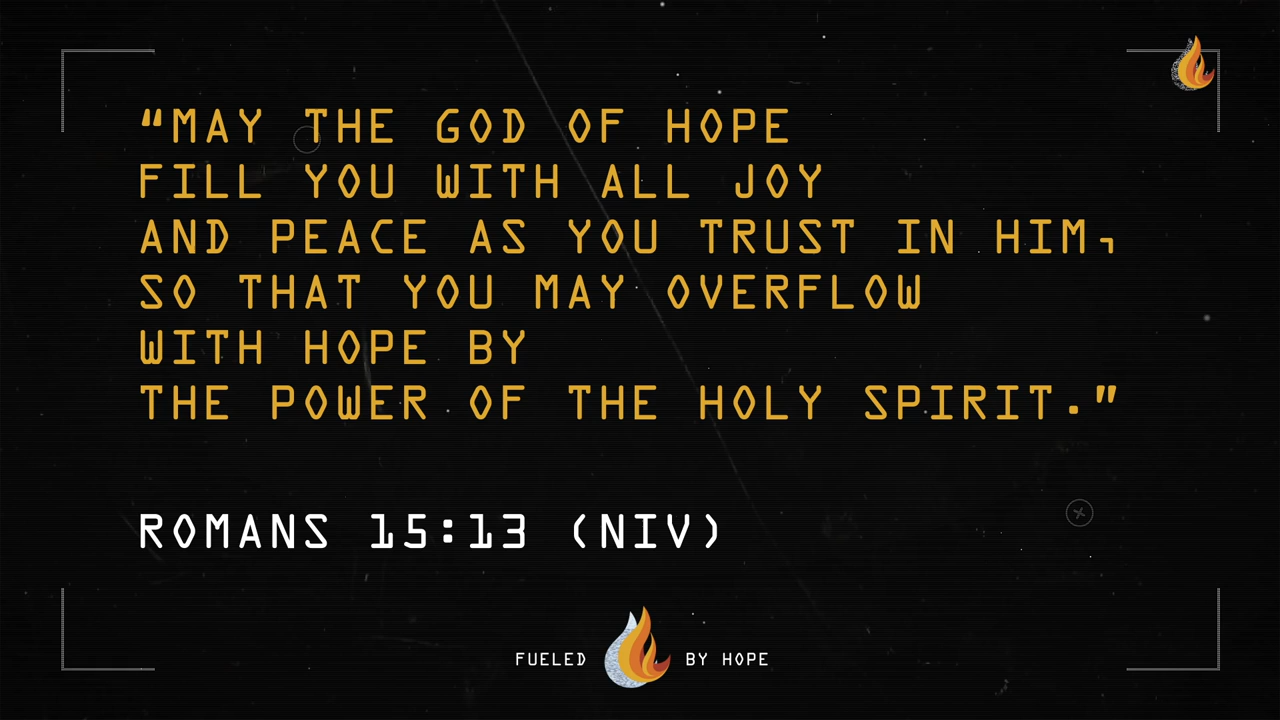 “MAY THE GOD OF HOPE
FILL YOU WITH ALL JOY
AND PEACE AS YOU TRUST IN HIM,
SO THAT YOU MAY OVERFLOW
WITH HOPE BY
THE POWER OF THE HOLY SPIRIT.”
ROMANS 15:13 (NIV)
FUELED BY HOPE